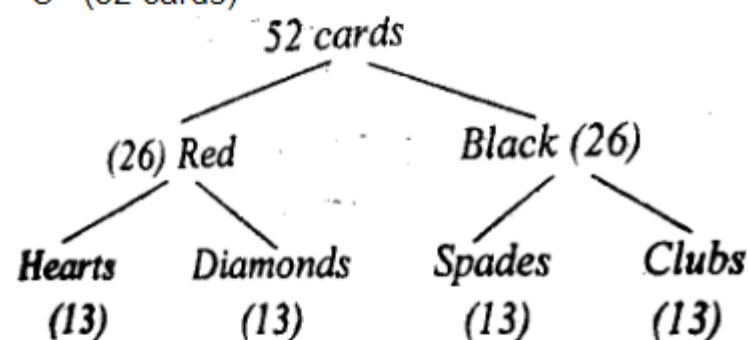 52 cards
(26) Red Black (26)
Hearts Diamonds Spades Clubs
(13) (13) (13) (13)